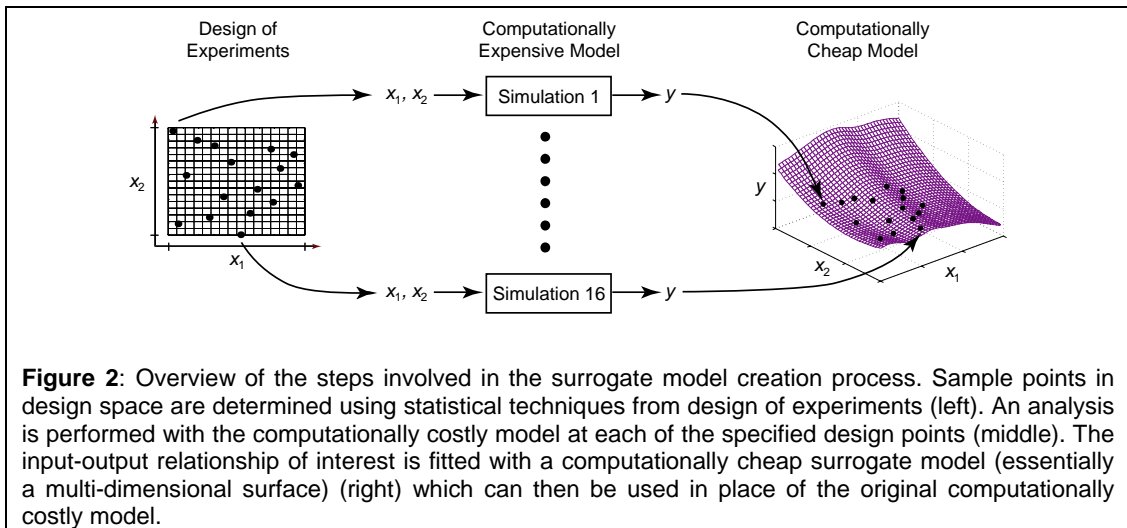 Design of
Experiments
Computationally
Expensive Model
Computationally
Cheap Model
x1, x2
Simulation 1
y
x2
x1
y
x2
x1
x1, x2
Simulation 16
y
Figure 2: Overview of the steps involved in the surrogate model creation process. Sample points in
design space are determined using statistical techniques from design of experiments (left). An analysis
is performed with the computationally costly model at each of the specified design points (middle). The
input-output relationship of interest is fitted with a computationally cheap surrogate model (essentially
a multi-dimensional surface) (right) which can then be used in place of the original computationally
costly model.